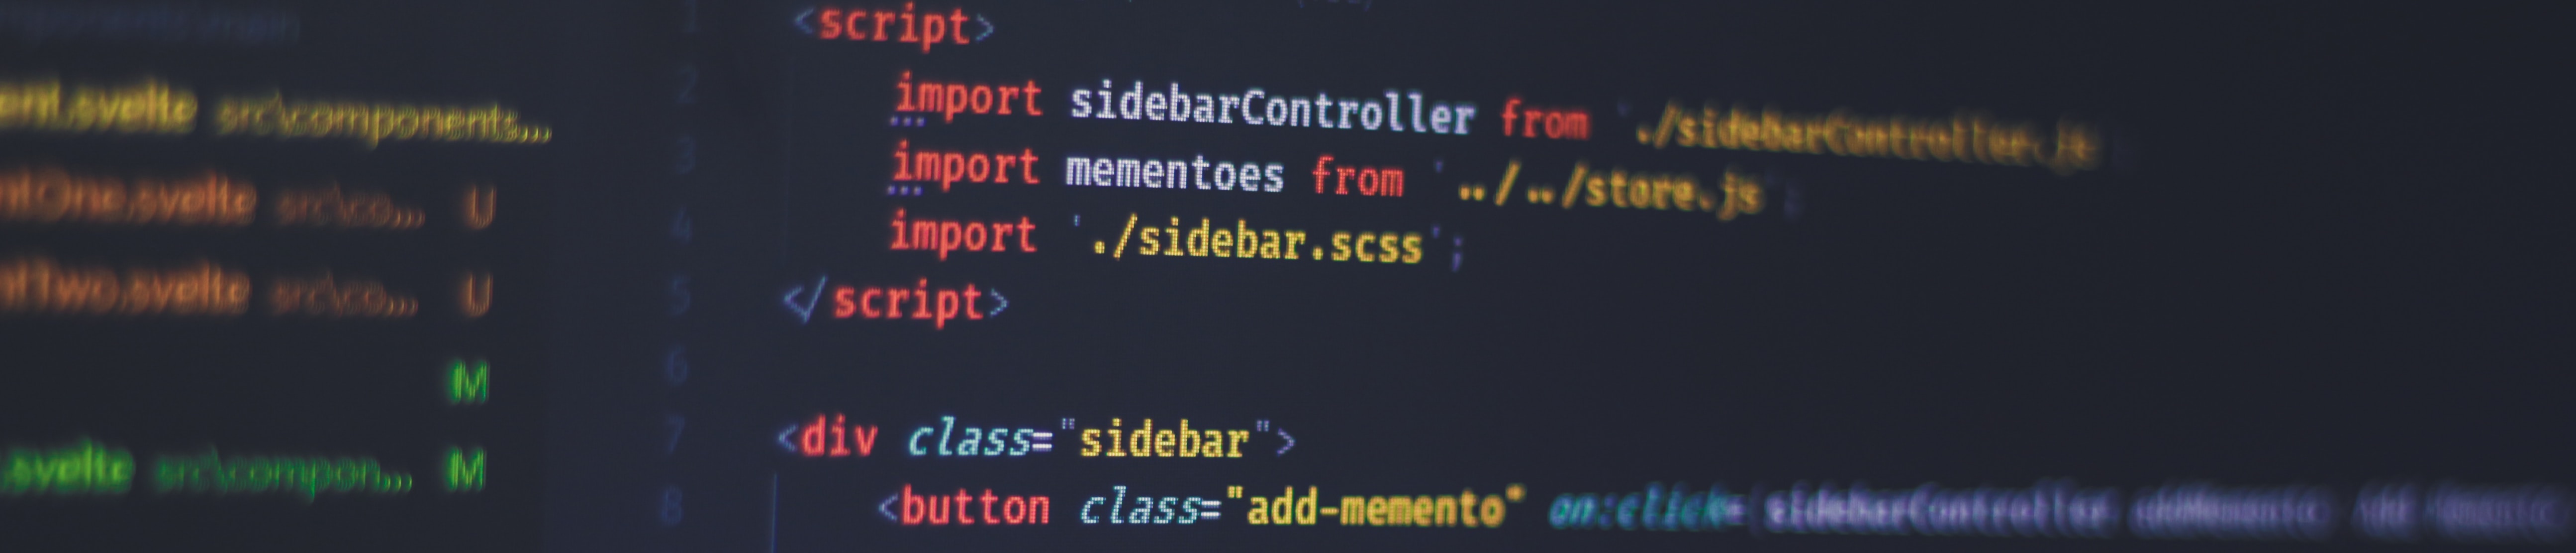 ent.svelte src\components...
ntOne.svelte src\co... U
ntTwo.svelte src\co... U
M
.svelte src\compon... M
1 <script>
2 import sidebarController from './sidebarController.js
3 import mementoes from '../../store.js';
4 import './sidebar.scss';
5 </script>
6
7 <div class="sidebar">
8 <button class="add-memento" on:click= sidebarController